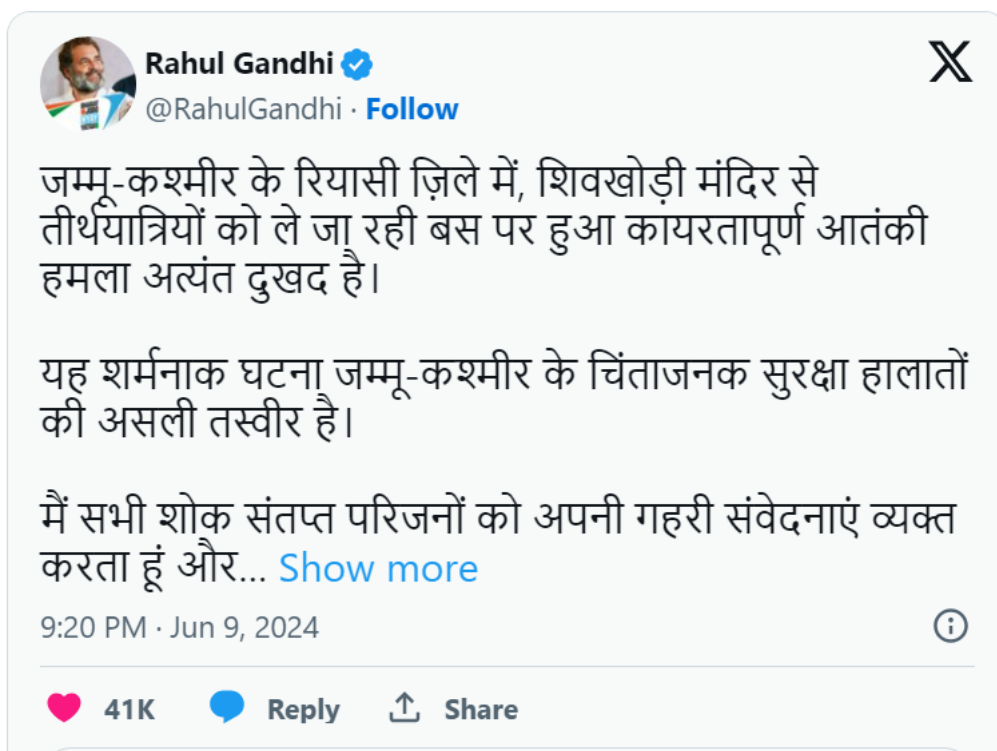 Rahul Gandhi
@RahulGandhi · Follow
जम्मू-कश्मीर के रियासी ज़िले में, शिवखोड़ी मंदिर से
तीर्थयात्रियों को ले जा रही बस पर हुआ कायरतापूर्ण आतंकी
हमला अत्यंत दुखद है।
यह शर्मनाक घटना जम्मू-कश्मीर के चिंताजनक सुरक्षा हालातों
की असली तस्वीर है।
मैं सभी शोक संतप्त परिजनों को अपनी गहरी संवेदनाएं व्यक्त
करता हूं और... Show more
9:20 PM · Jun 9, 2024
41K Reply Share